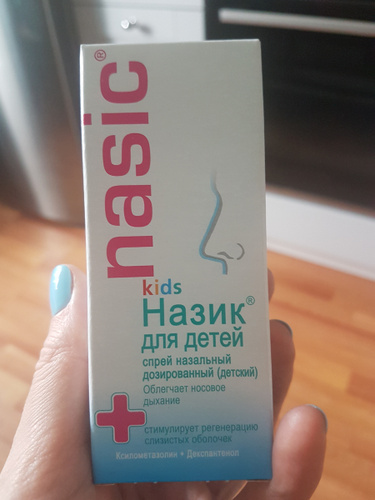 nasic®
kids
Назик®
для детей
спрей назальный
дозированный (детский)
Облегчает носовое
дыхание
стимулирует регенерацию
слизистых оболочек
Ксилометазолин • Декспантенол